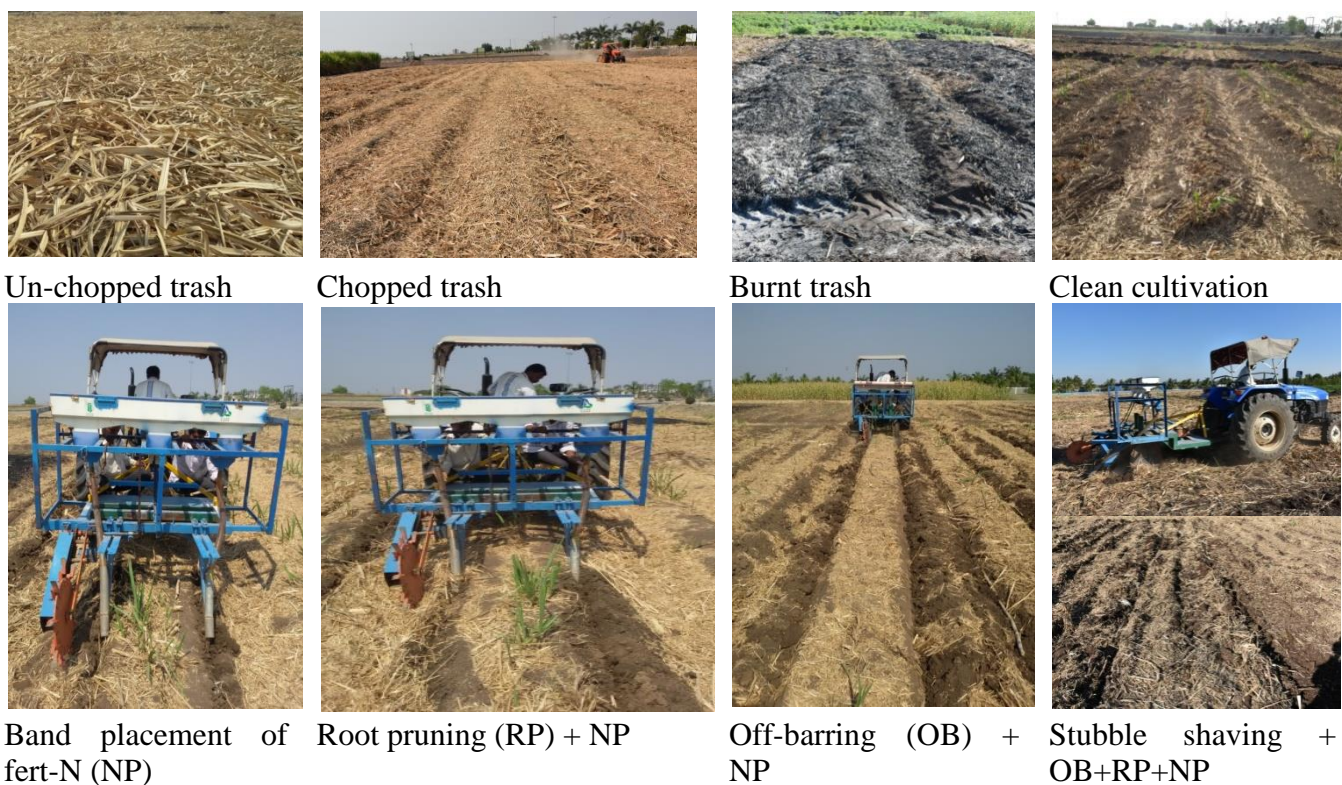 Un-chopped trash
Chopped trash
Burnt trash
Clean cultivation
Band placement of
fert-N (NP)
Root pruning (RP) + NP
Off-barring (OB) +
NP
Stubble shaving +
OB+RP+NP